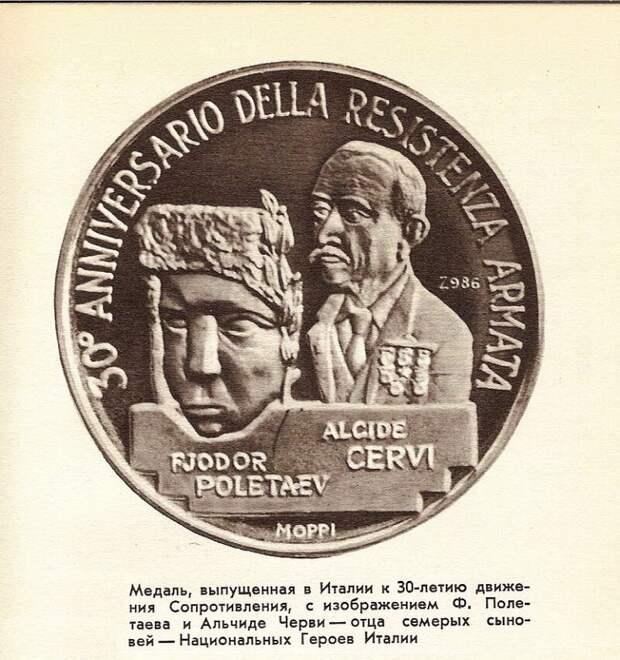 30° ANNIVERSARIO DELLA RESISTENZA ARMATA
Z986
FJODOR
POLETAEV
ALCIDE
CERVI
MOPPI
Медаль, выпущенная в Италии к 30-летию движе-
ния Сопротивления, с изображением Ф. Поле-
таева и Альчиде Черви — отца семерых сыно-
вей — Национальных Героев Италии